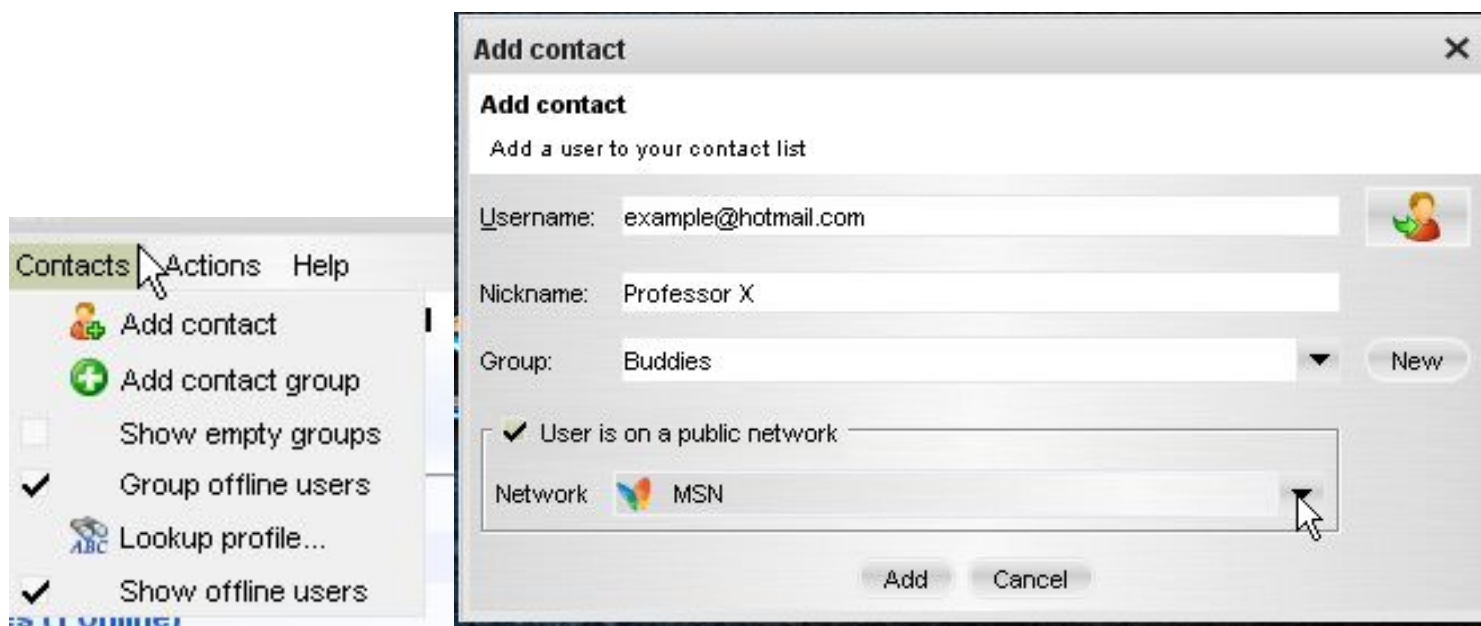 Contacts Actions Help
Add contact
Add contact group
Show empty groups
Group offline users
ABC Lookup profile...
Show offline users
Add contact
Add contact
Add a user to your contact list
Username: example@hotmail.com
Nickname: Professor X
Group: Buddies New
User is on a public network
Network MSN
Add Cancel